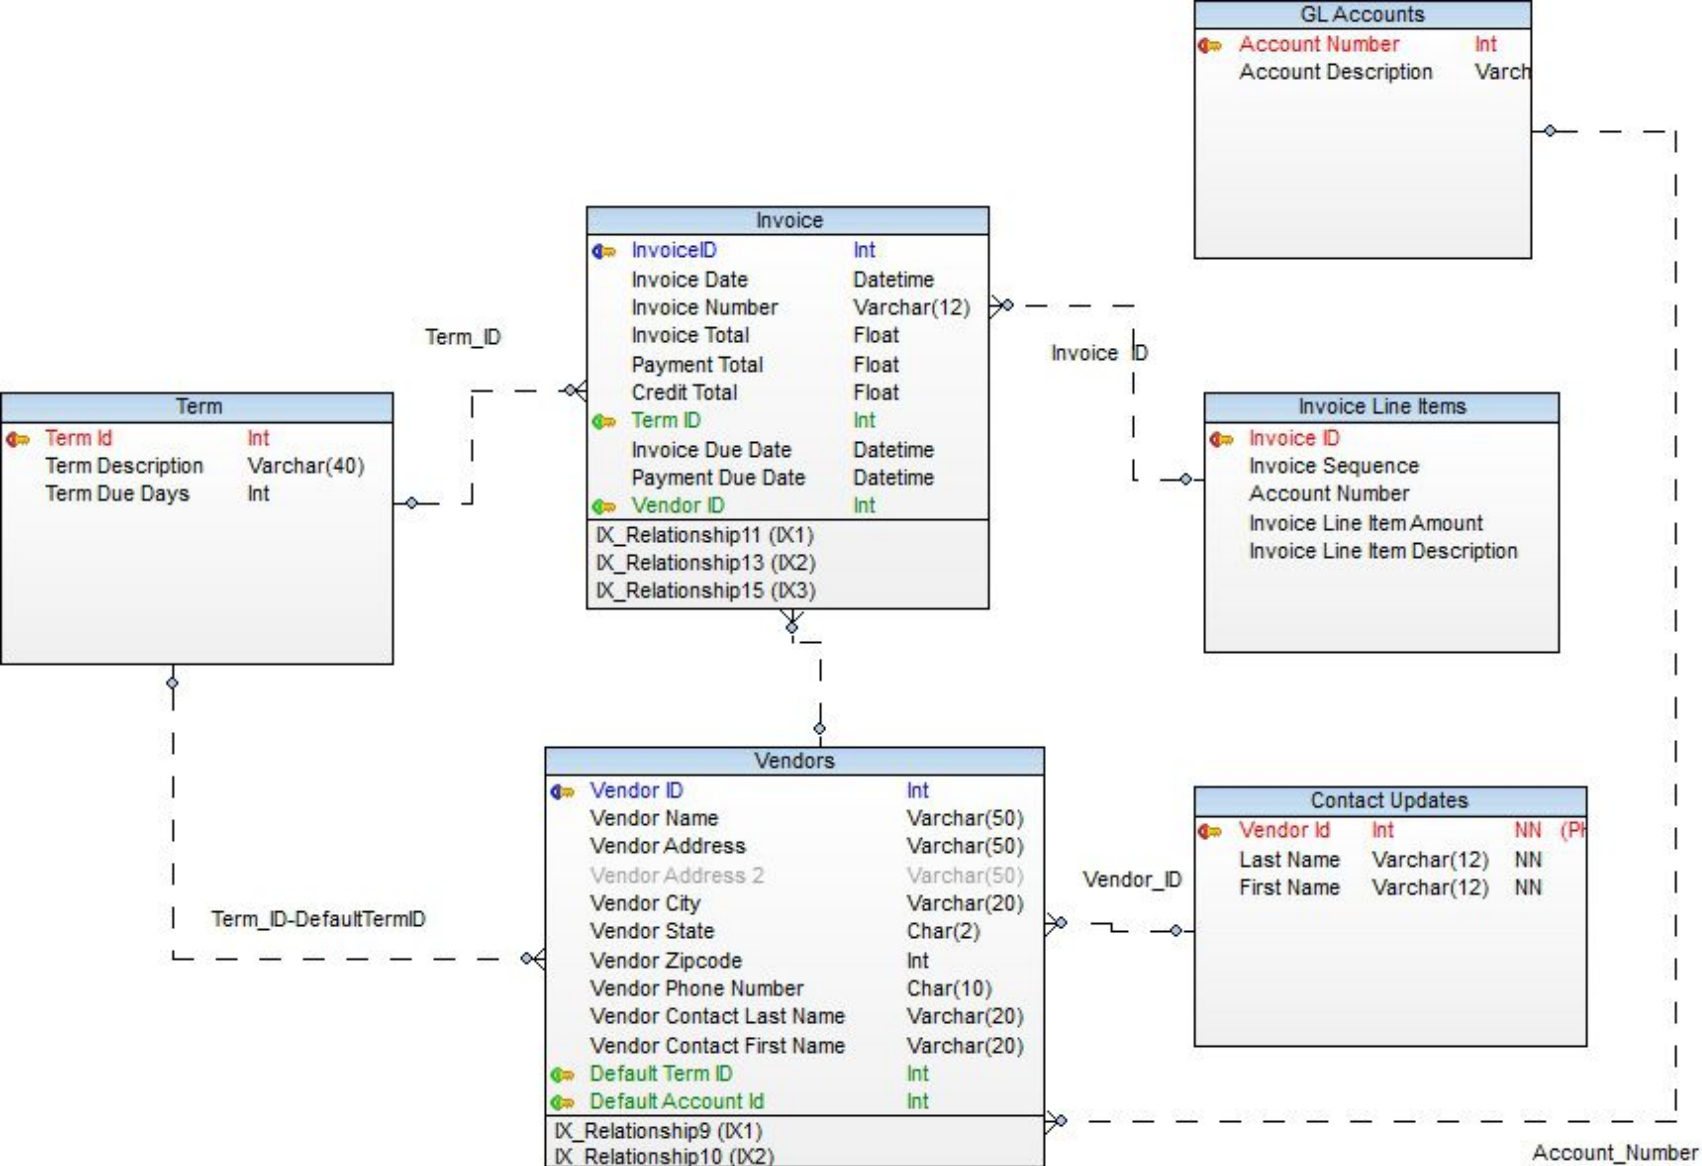 GL Accounts
Account Number Int
Account Description Varch
Invoice
InvoiceID Int
Invoice Date Datetime
Invoice Number Varchar(12)
Invoice Total Float
Payment Total Float
Credit Total Float
Term ID Int
Invoice Due Date Datetime
Payment Due Date Datetime
Vendor ID Int
IX_Relationship11 (IX1)
IX_Relationship13 (IX2)
IX_Relationship15 (IX3)
Term_ID
Invoice ID
Term
Term Id Int
Term Description Varchar(40)
Term Due Days Int
Invoice Line Items
Invoice ID
Invoice Sequence
Account Number
Invoice Line Item Amount
Invoice Line Item Description
Vendors
Vendor ID Int
Vendor Name Varchar(50)
Vendor Address Varchar(50)
Vendor Address 2 Varchar(50)
Vendor City Varchar(20)
Vendor State Char(2)
Vendor Zipcode Int
Vendor Phone Number Char(10)
Vendor Contact Last Name Varchar(20)
Vendor Contact First Name Varchar(20)
Default Term ID Int
Default Account Id Int
IX_Relationship9 (IX1)
IX_Relationship10 (IX2)
Term_ID-DefaultTermID
Vendor_ID
Contact Updates
Vendor Id Int NN (PK
Last Name Varchar(12) NN
First Name Varchar(12) NN
Account_Number